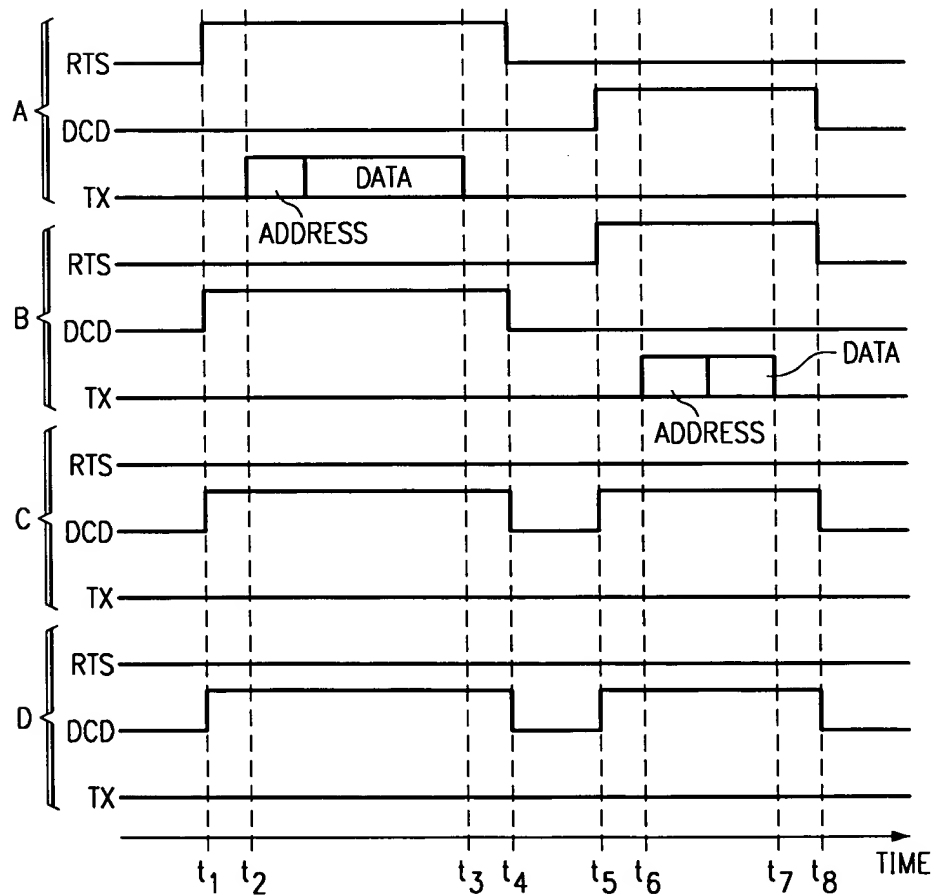 A
RTS
DCD
TX
DATA
ADDRESS
B
RTS
DCD
TX
DATA
ADDRESS
C
RTS
DCD
TX
D
RTS
DCD
TX
t1 t2 t3 t4 t5 t6 t7 t8 TIME